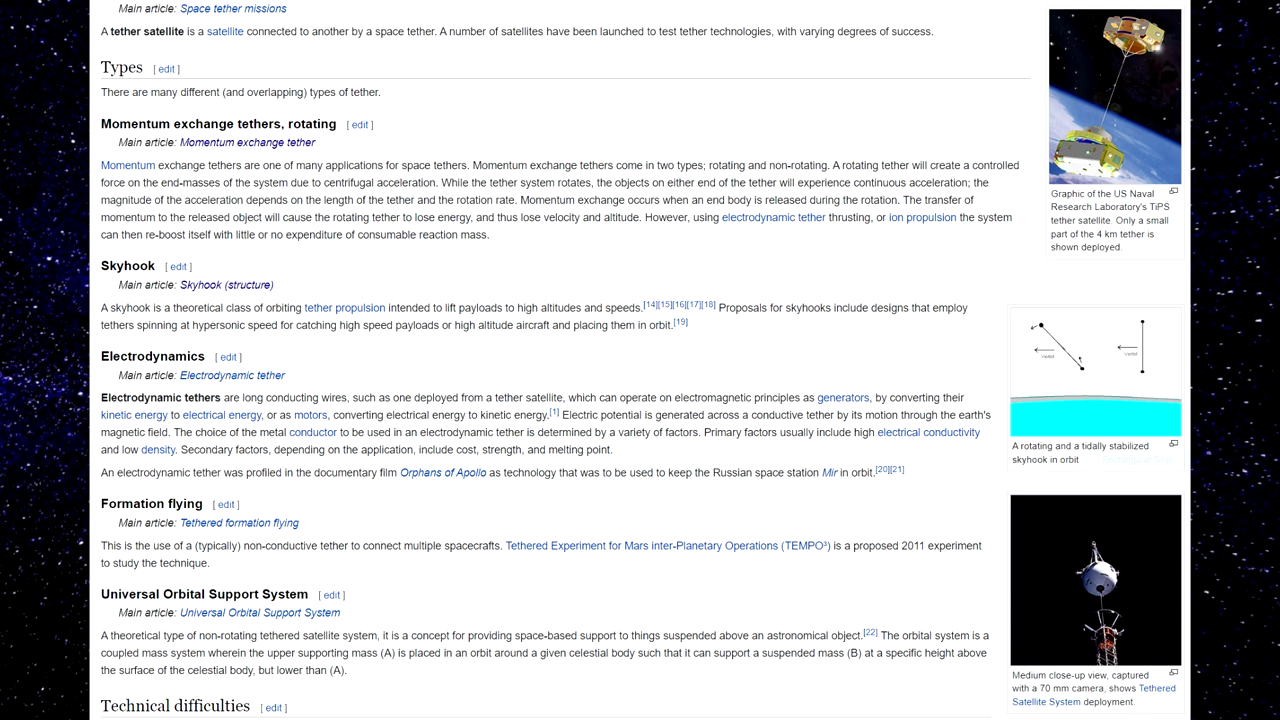 Main article: Space tether missions
A tether satellite is a satellite connected to another by a space tether. A number of satellites have been launched to test tether technologies, with varying degrees of success.
Types [ edit ]
There are many different (and overlapping) types of tether.
Momentum exchange tethers, rotating [ edit ]
Main article: Momentum exchange tether
Momentum exchange tethers are one of many applications for space tethers. Momentum exchange tethers come in two types; rotating and non-rotating. A rotating tether will create a controlled
force on the end-masses of the system due to centrifugal acceleration. While the tether system rotates, the objects on either end of the tether will experience continuous acceleration; the
magnitude of the acceleration depends on the length of the tether and the rotation rate. Momentum exchange occurs when an end body is released during the rotation. The transfer of
momentum to the released object will cause the rotating tether to lose energy, and thus lose velocity and altitude. However, using electrodynamic tether thrusting, or ion propulsion the system
can then re-boost itself with little or no expenditure of consumable reaction mass.
Skyhook [ edit ]
Main article: Skyhook (structure)
A skyhook is a theoretical class of orbiting tether propulsion intended to lift payloads to high altitudes and speeds.[14][15][16][17][18] Proposals for skyhooks include designs that employ
tethers spinning at hypersonic speed for catching high speed payloads or high altitude aircraft and placing them in orbit.[19]
Electrodynamics [ edit ]
Main article: Electrodynamic tether
Electrodynamic tethers are long conducting wires, such as one deployed from a tether satellite, which can operate on electromagnetic principles as generators, by converting their
kinetic energy to electrical energy, or as motors, converting electrical energy to kinetic energy.[1] Electric potential is generated across a conductive tether by its motion through the earth's
magnetic field. The choice of the metal conductor to be used in an electrodynamic tether is determined by a variety of factors. Primary factors usually include high electrical conductivity
and low density. Secondary factors, depending on the application, include cost, strength, and melting point.
An electrodynamic tether was profiled in the documentary film Orphans of Apollo as technology that was to be used to keep the Russian space station Mir in orbit.[20][21]
Formation flying [ edit ]
Main article: Tethered formation flying
This is the use of a (typically) non-conductive tether to connect multiple spacecrafts. Tethered Experiment for Mars inter-Planetary Operations (TEMPO³) is a proposed 2011 experiment
to study the technique.
Universal Orbital Support System [ edit ]
Main article: Universal Orbital Support System
A theoretical type of non-rotating tethered satellite system, it is a concept for providing space-based support to things suspended above an astronomical object.[22] The orbital system is a
coupled mass system wherein the upper supporting mass (A) is placed in an orbit around a given celestial body such that it can support a suspended mass (B) at a specific height above
the surface of the celestial body, but lower than (A).
Technical difficulties [ edit ]
Graphic of the US Naval
Research Laboratory's TiPS
tether satellite. Only a small
part of the 4 km tether is
shown deployed.
Vorbit
Vorbit
A rotating and a tidally stabilized
skyhook in orbit
Medium close-up view, captured
with a 70 mm camera, shows Tethered
Satellite System deployment.